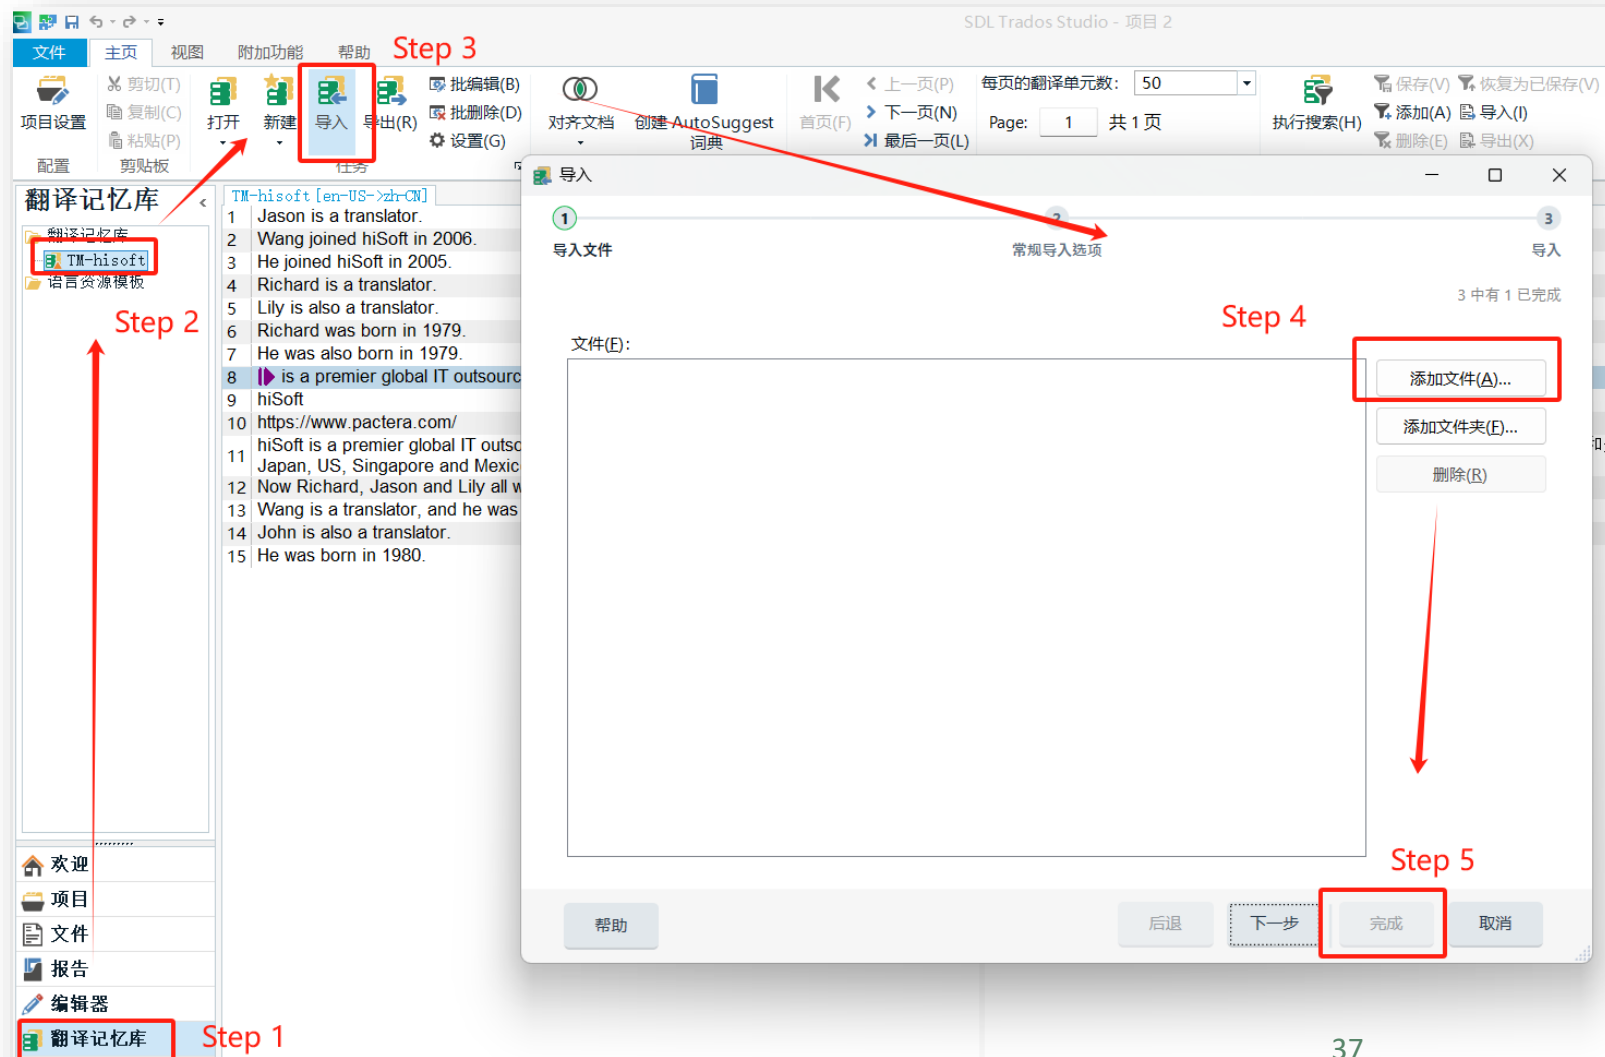 SDL Trados Studio - 项目 2
文件 主页 视图 附加功能 帮助 Step 3
项目设置
剪切(T)
复制(C)
粘贴(P)
配置 剪贴板
打开 新建 导入 导出(R)
批编辑(B)
批删除(D)
设置(G)
任务
对齐文档 创建 AutoSuggest
词典
首页(F)
上一页(P)
下一页(N)
最后一页(L)
每页的翻译单元数: 50
Page: 1 共 1 页
执行搜索(H)
保存(V) 恢复为已保存(V)
添加(A) 导入(I)
删除(E) 导出(X)
翻译记忆库
翻译记忆库
TM-hisoft
语言资源模板
Step 2
TM-hisoft [en-US->zh-CN]
1 Jason is a translator.
2 Wang joined hiSoft in 2006.
3 He joined hiSoft in 2005.
4 Richard is a translator.
5 Lily is also a translator.
6 Richard was born in 1979.
7 He was also born in 1979.
8 is a premier global IT outsourc
9 hiSoft
10 https://www.pactera.com/
11 hiSoft is a premier global IT outso
Japan, US, Singapore and Mexic
12 Now Richard, Jason and Lily all w
13 Wang is a translator, and he was
14 John is also a translator.
15 He was born in 1980.
导入
1 2 3
导入文件 常规导入选项 导入
3 中有 1 已完成
Step 4
文件(F):
添加文件(A)...
添加文件夹(F)...
删除(R)
Step 5
帮助 后退 下一步 完成 取消
欢迎
项目
文件
报告
编辑器
翻译记忆库
Step 1
37